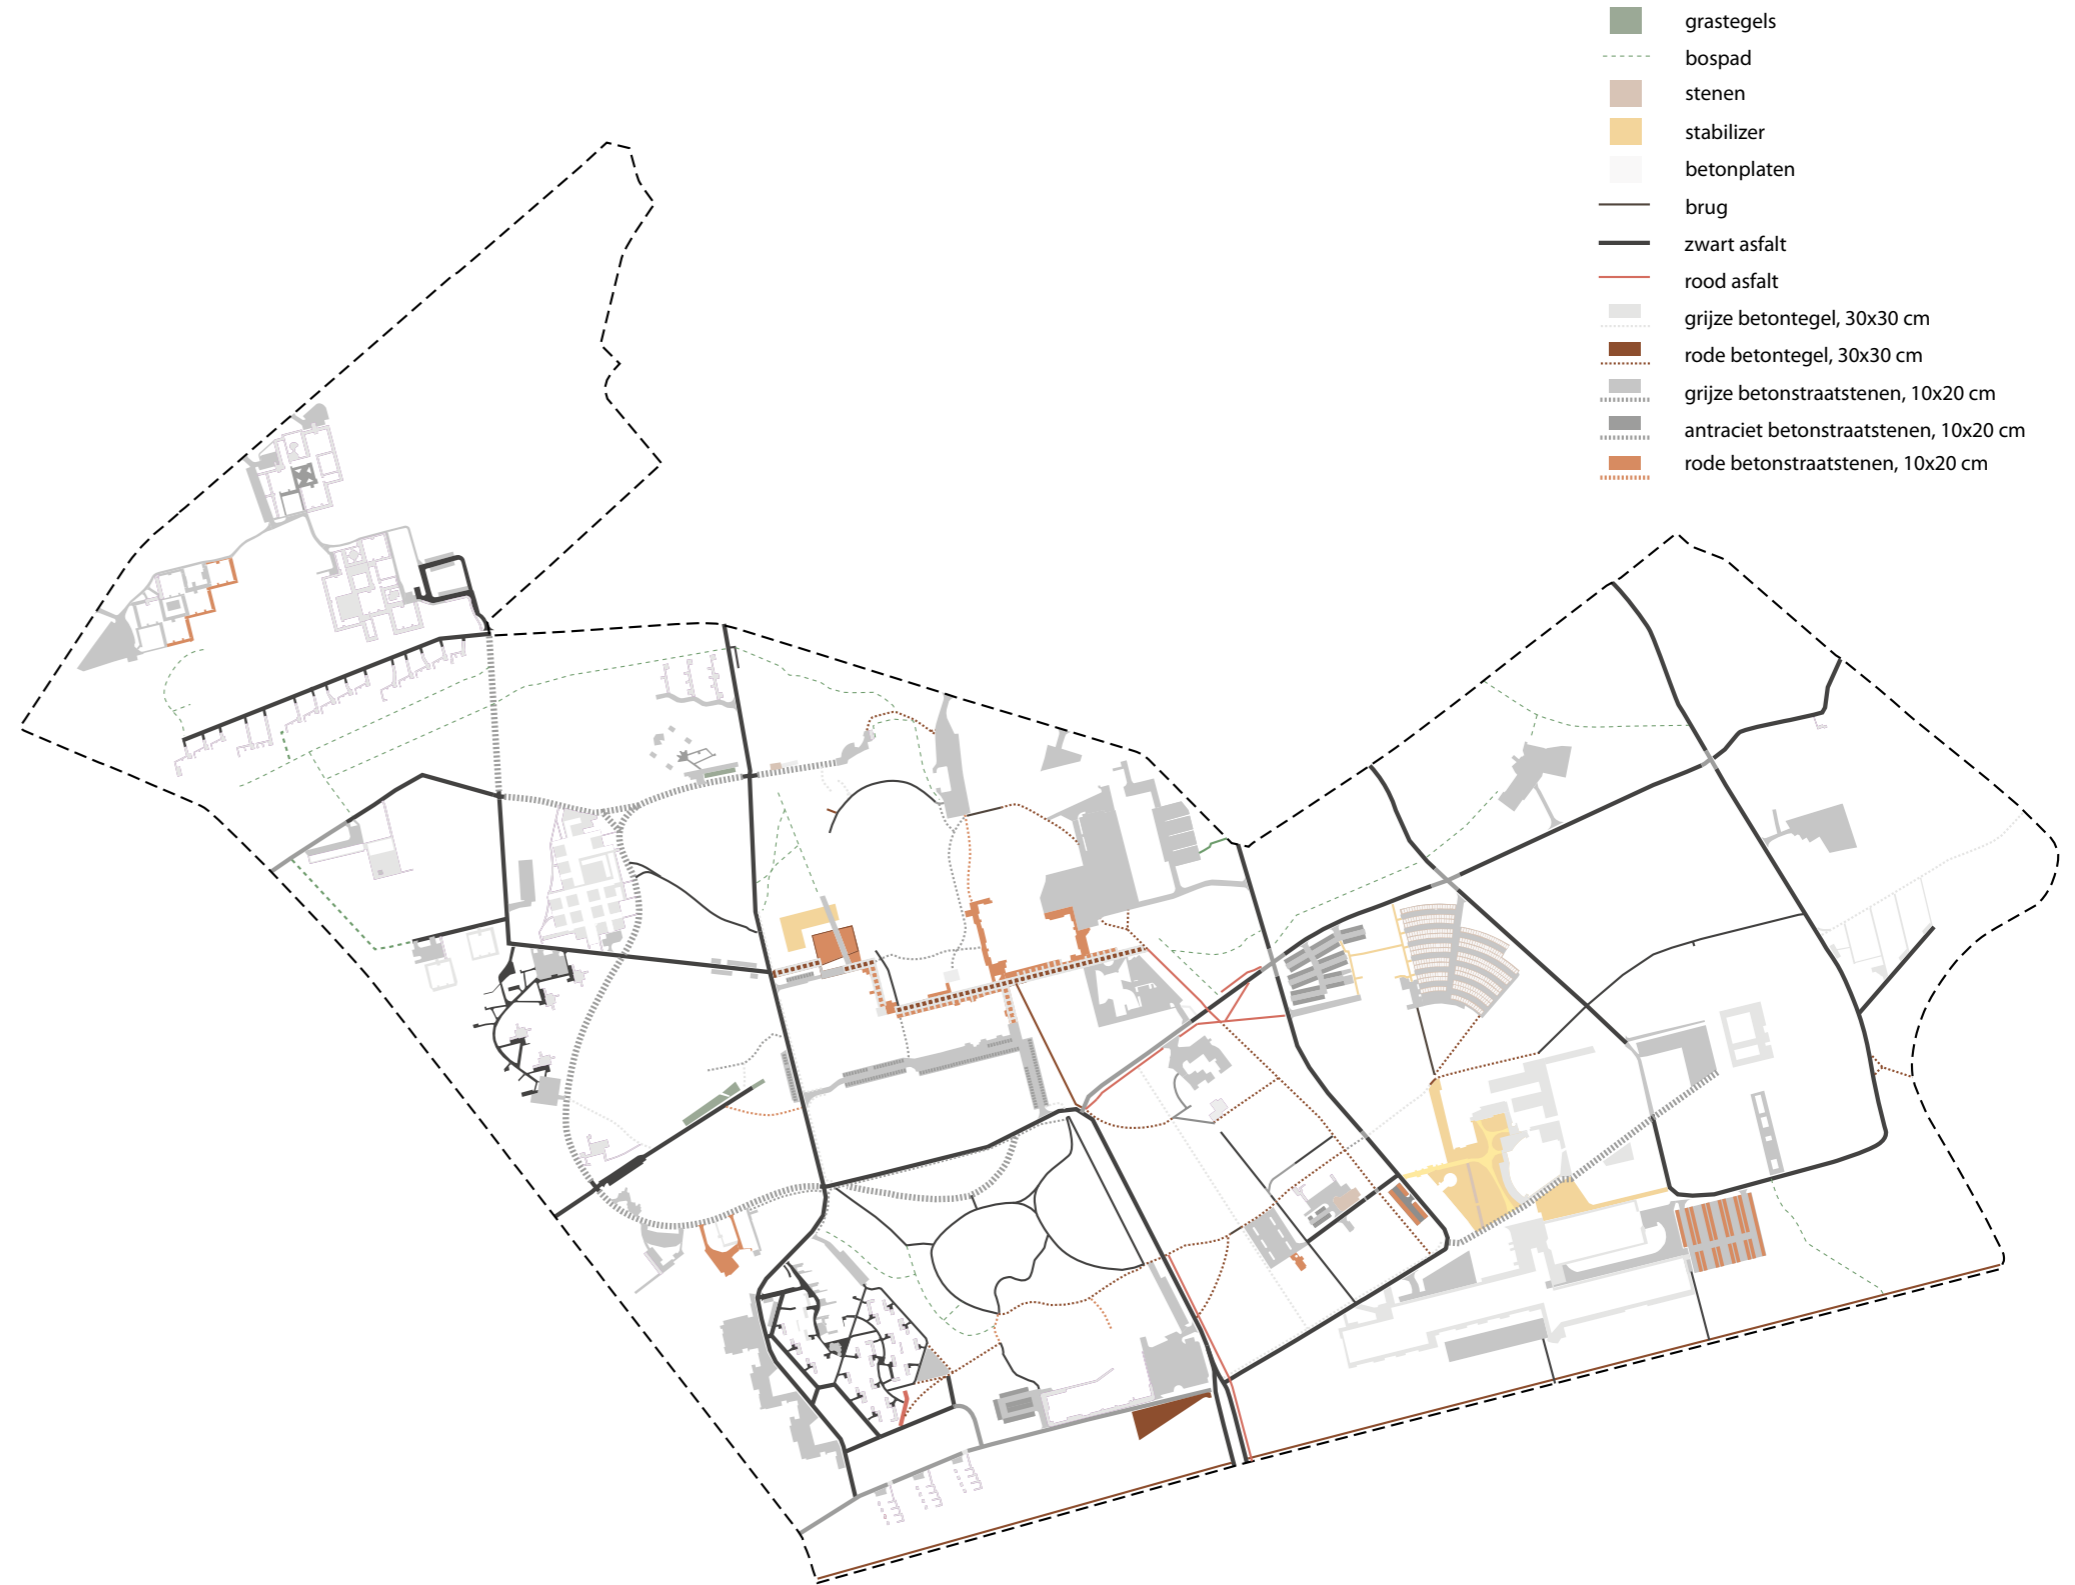 grastegels
bospad
stenen
stabilizer
betonplaten
brug
zwart asfalt
rood asfalt
grijze betontegel, 30x30 cm
rode betontegel, 30x30 cm
grijze betonstraatstenen, 10x20 cm
antraciet betonstraatstenen, 10x20 cm
rode betonstraatstenen, 10x20 cm